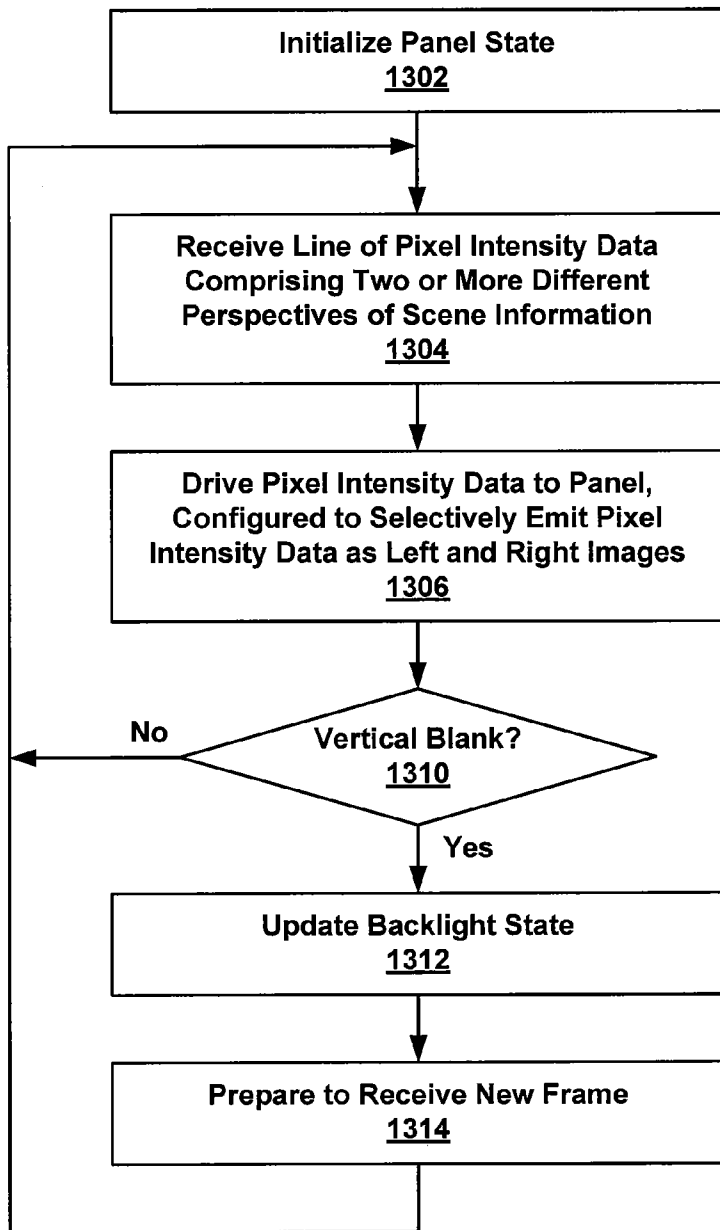 Initialize Panel State
1302
Receive Line of Pixel Intensity Data
Comprising Two or More Different
Perspectives of Scene Information
1304
Drive Pixel Intensity Data to Panel,
Configured to Selectively Emit Pixel
Intensity Data as Left and Right Images
1306
No
Vertical Blank?
1310
Yes
Update Backlight State
1312
Prepare to Receive New Frame
1314